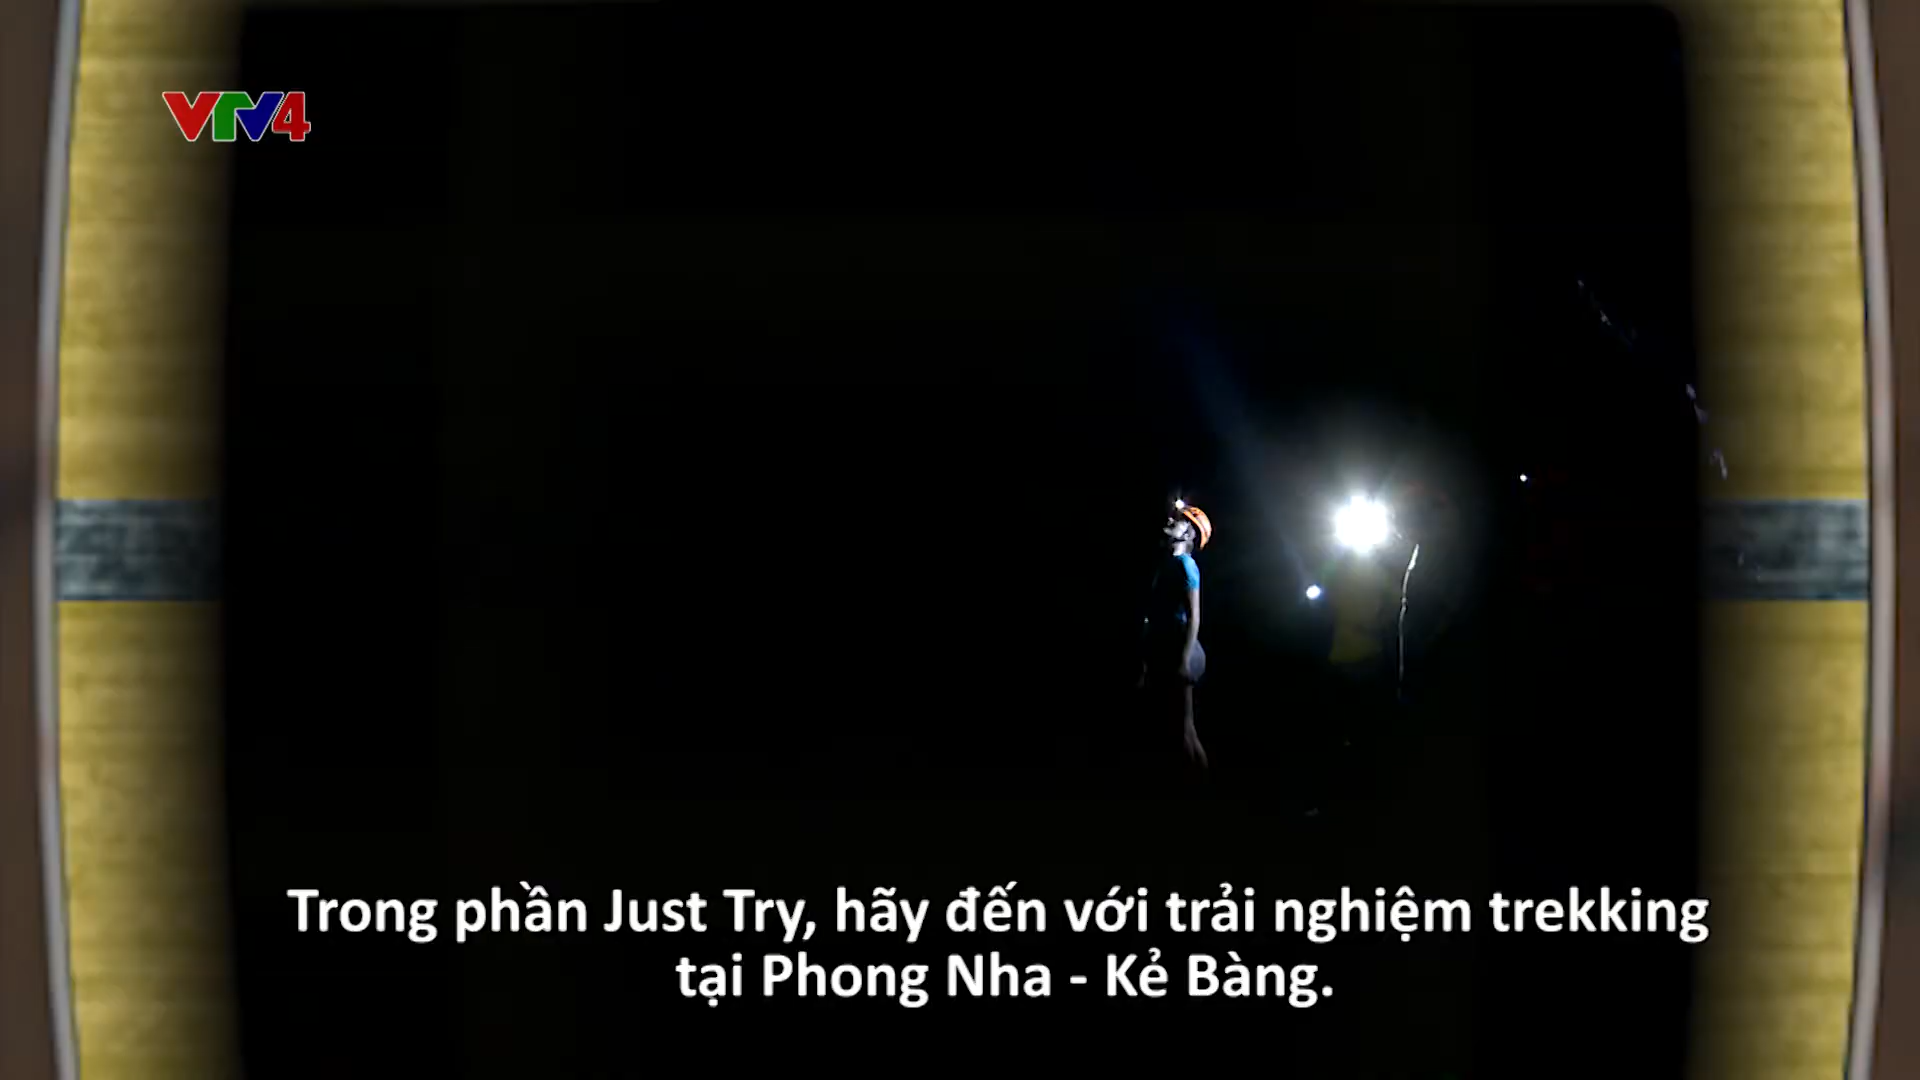 VTV4
Trong phần Just Try, hãy đến với trải nghiệm trekking
tại Phong Nha - Kẻ Bàng.